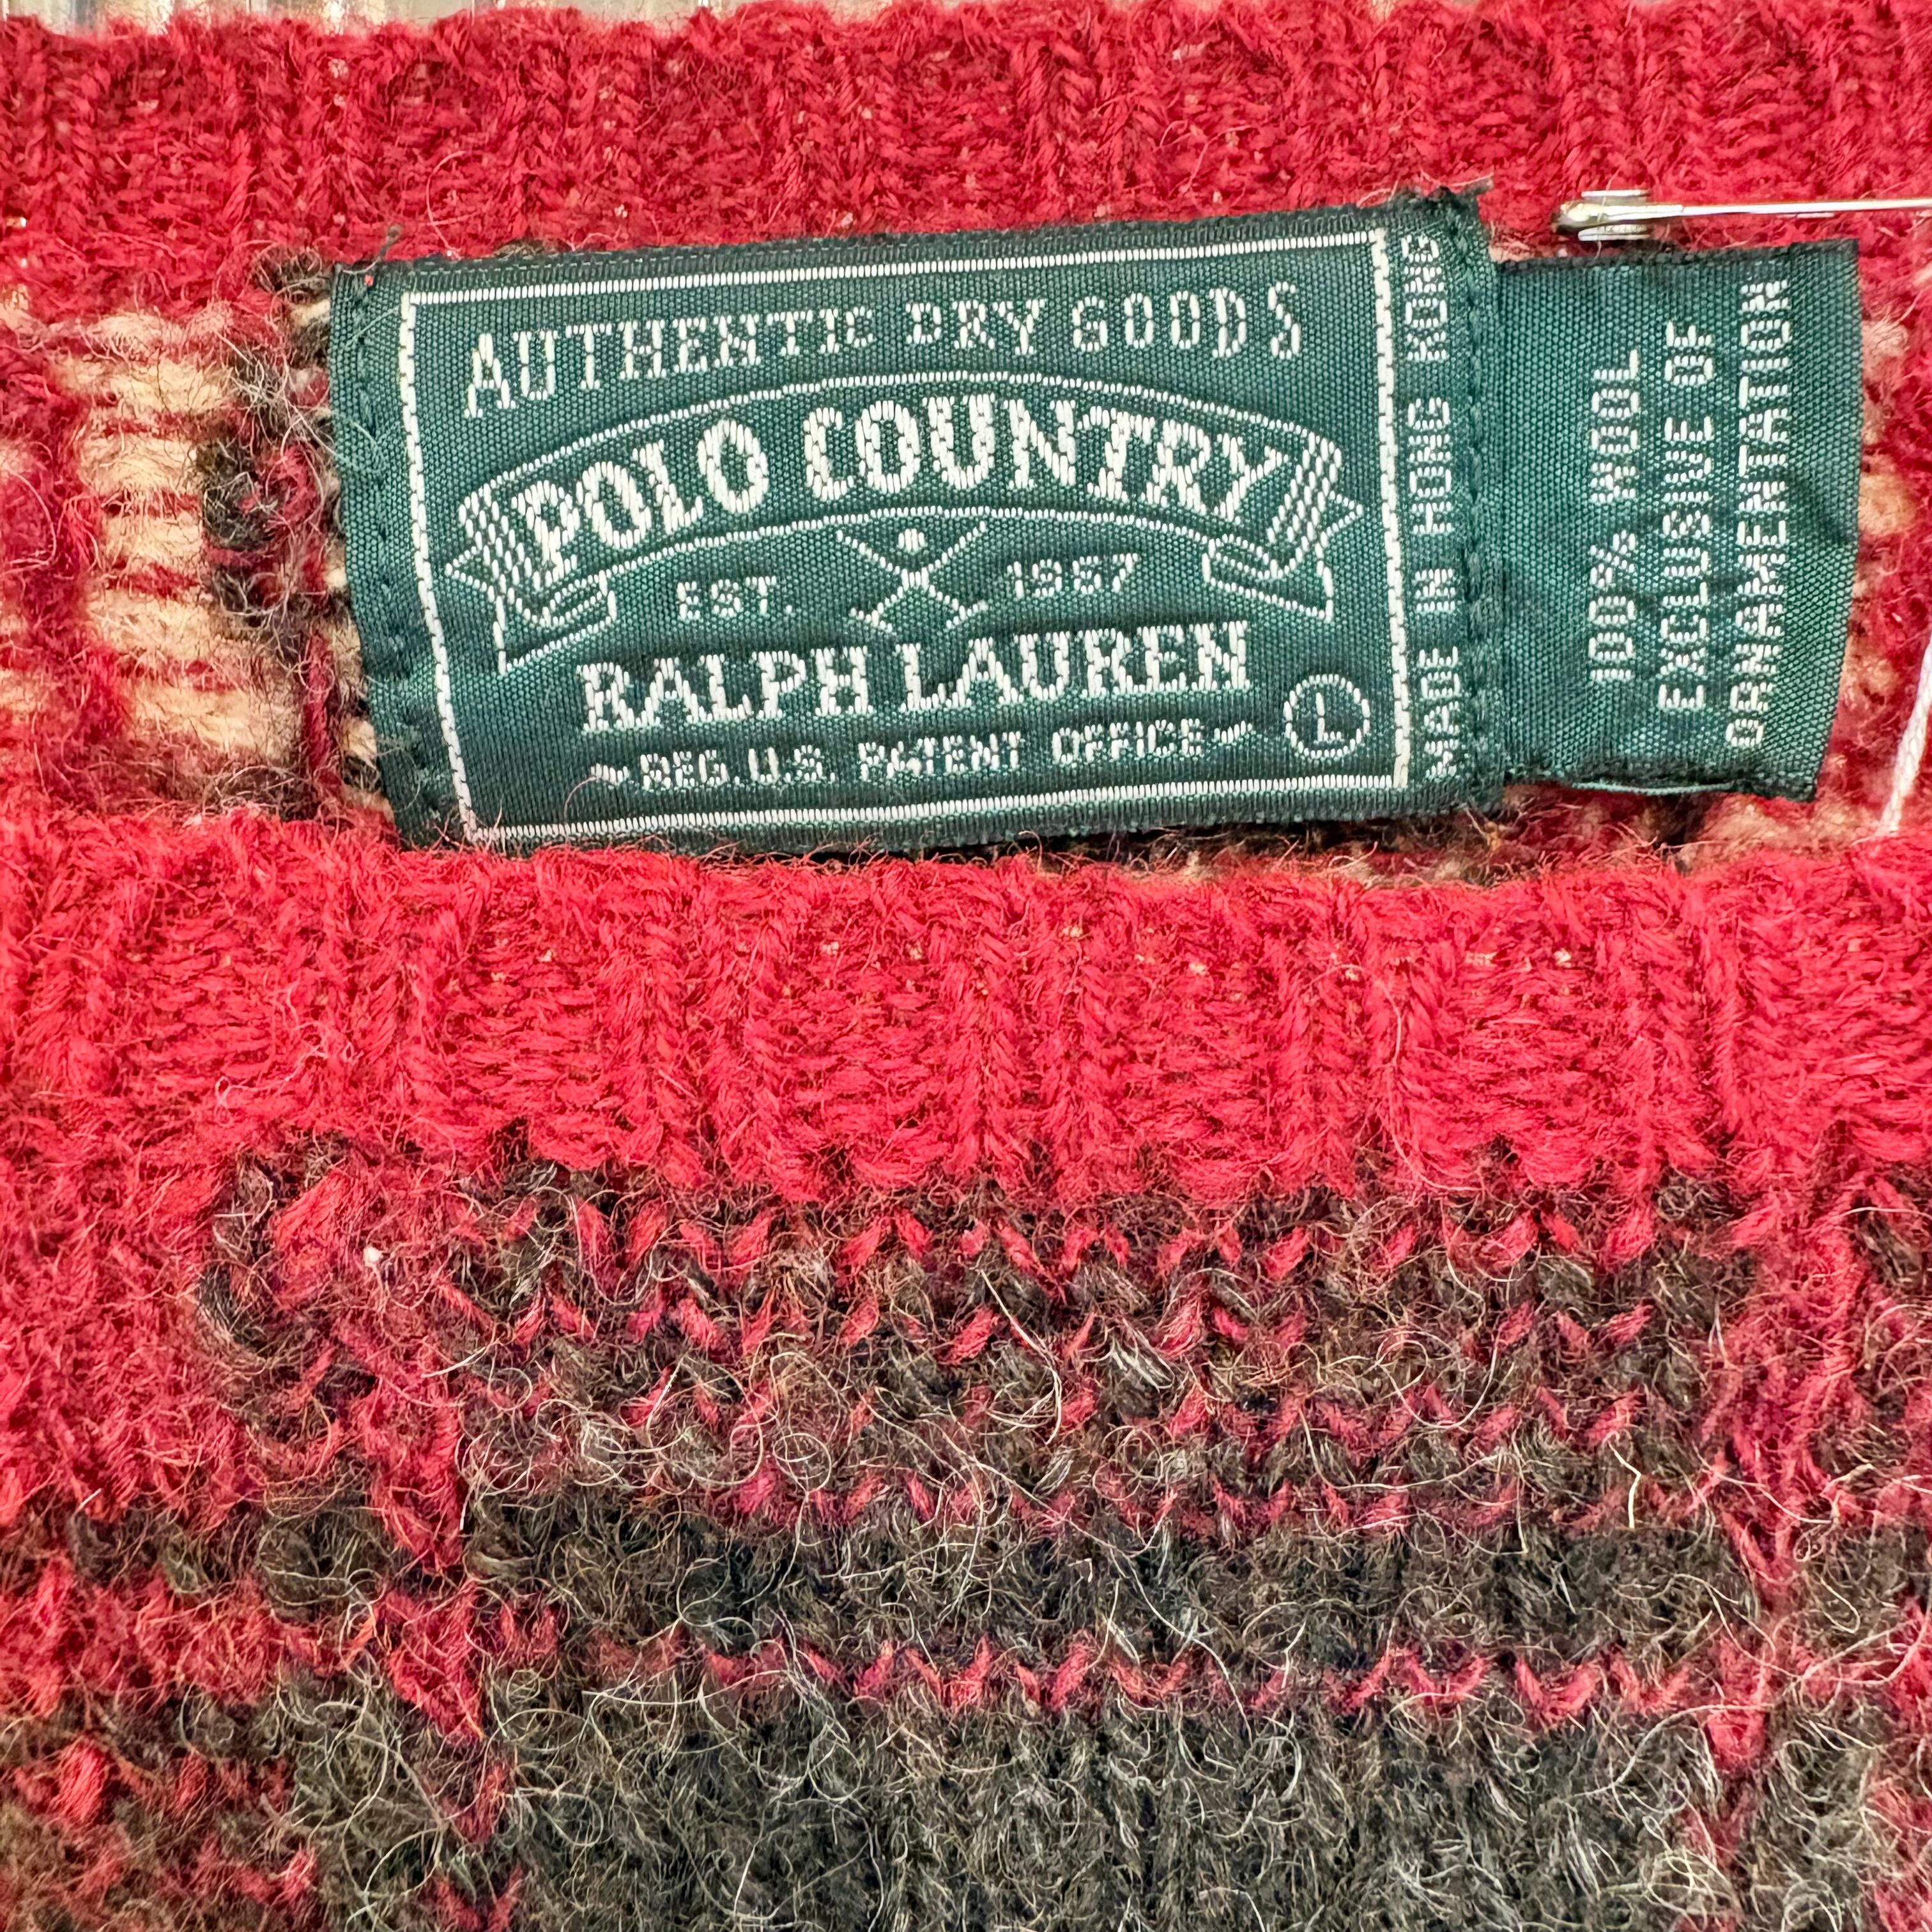 AUTHENTIC DRY GOODS
POLO COUNTRY
EST. 1967
RALPH LAUREN
REG. U.S. PATENT OFFICE
L
MADE IN HONG KONG
100% WOOL
EXCLUSIVE OF
ORNAMENTATION